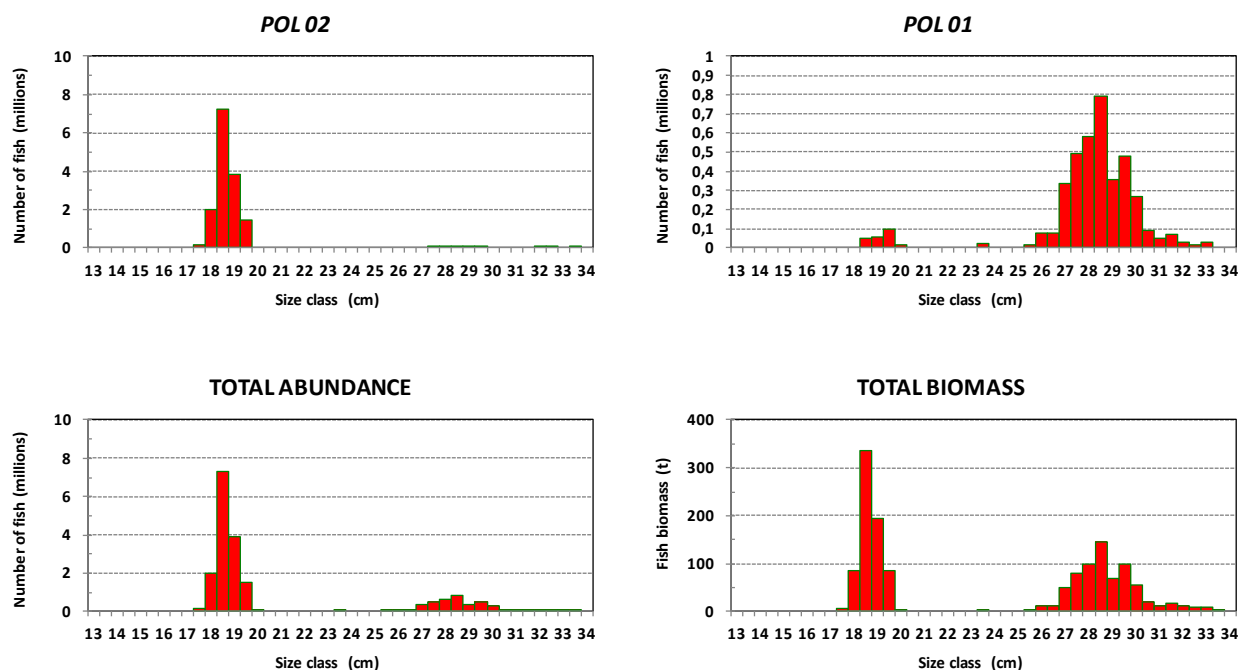 POL 02
Number of fish (millions)
10
8
6
4
2
0
13 14 15 16 17 18 19 20 21 22 23 24 25 26 27 28 29 30 31 32 33 34
Size class (cm)
POL 01
Number of fish (millions)
1
0,9
0,8
0,7
0,6
0,5
0,4
0,3
0,2
0,1
0
13 14 15 16 17 18 19 20 21 22 23 24 25 26 27 28 29 30 31 32 33 34
Size class (cm)
TOTAL ABUNDANCE
Number of fish (millions)
10
8
6
4
2
0
13 14 15 16 17 18 19 20 21 22 23 24 25 26 27 28 29 30 31 32 33 34
Size class (cm)
TOTAL BIOMASS
Fish biomass (t)
400
300
200
100
0
13 14 15 16 17 18 19 20 21 22 23 24 25 26 27 28 29 30 31 32 33 34
Size class (cm)